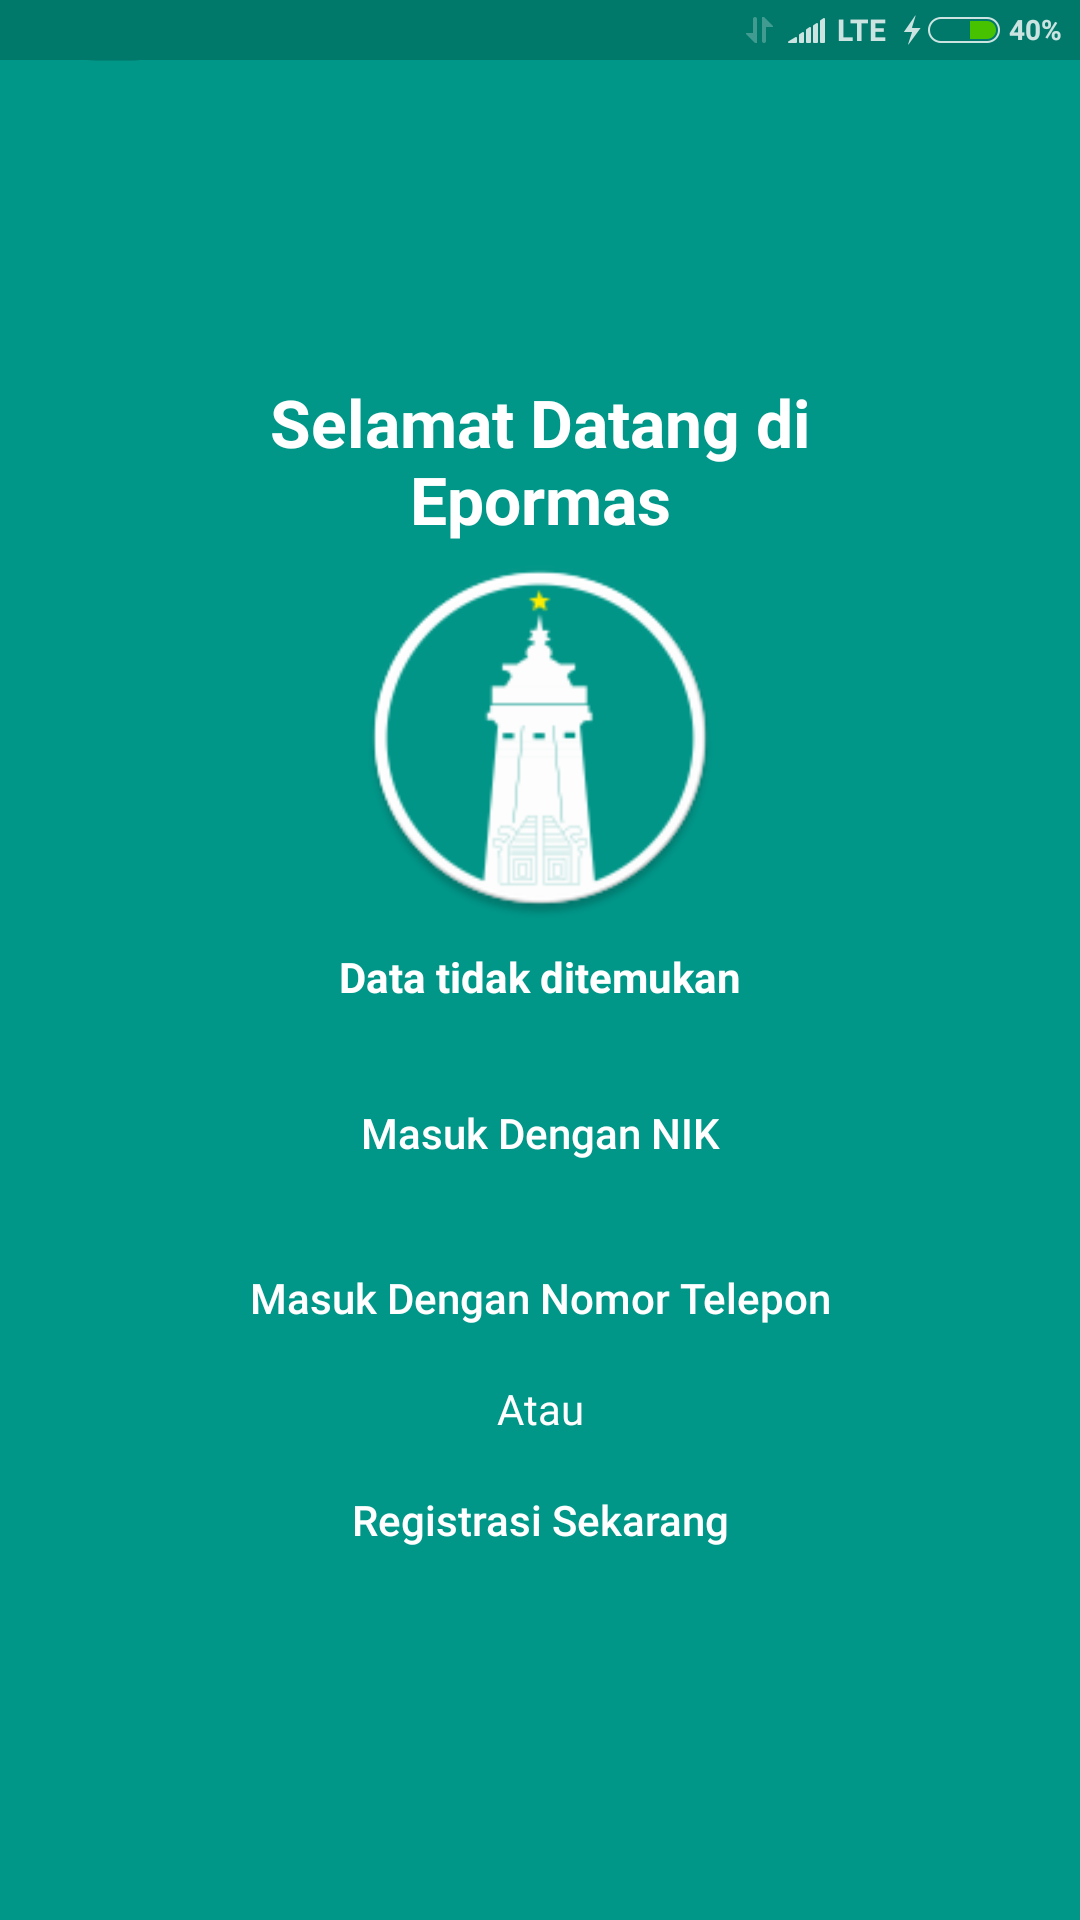 LTE 40%
Selamat Datang di
Epormas
Data tidak ditemukan
Masuk Dengan NIK
Masuk Dengan Nomor Telepon
Atau
Registrasi Sekarang